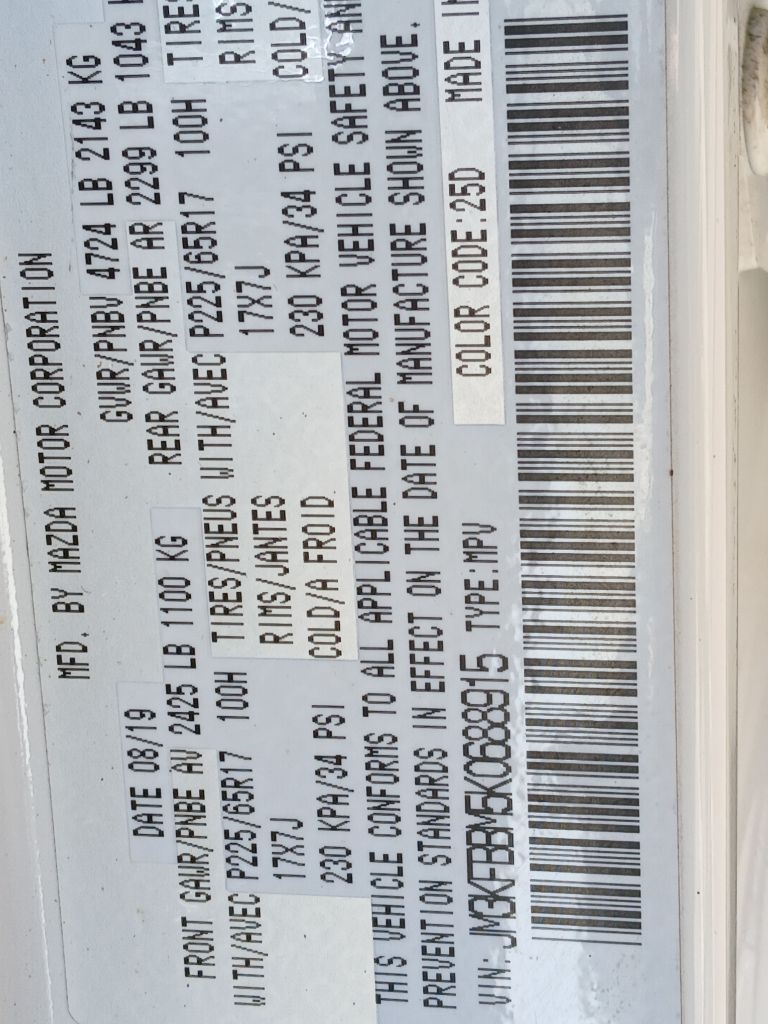 MFD. BY MAZDA MOTOR CORPORATION
DATE 08/19 GVWR/PNBV 4724 LB 2143 KG
FRONT GAWR/PNBE AV 2425 LB 1100 KG REAR GAWR/PNBE AR 2299 LB 1043
WITH/AVEC P225/65R17 100H TIRES/PNEUS WITH/AVEC P225/65R17 100H TIRES
17X7J RIMS/JANTES 17X7J RIMS
230 KPA/34 PSI COLD/A FROID 230 KPA/34 PSI COLD/
THIS VEHICLE CONFORMS TO ALL APPLICABLE FEDERAL MOTOR VEHICLE SAFETY AN
PREVENTION STANDARDS IN EFFECT ON THE DATE OF MANUFACTURE SHOWN ABOVE.
VIN: JM3KFBBM5K0688915 TYPE:MPV COLOR CODE:25D MADE IN